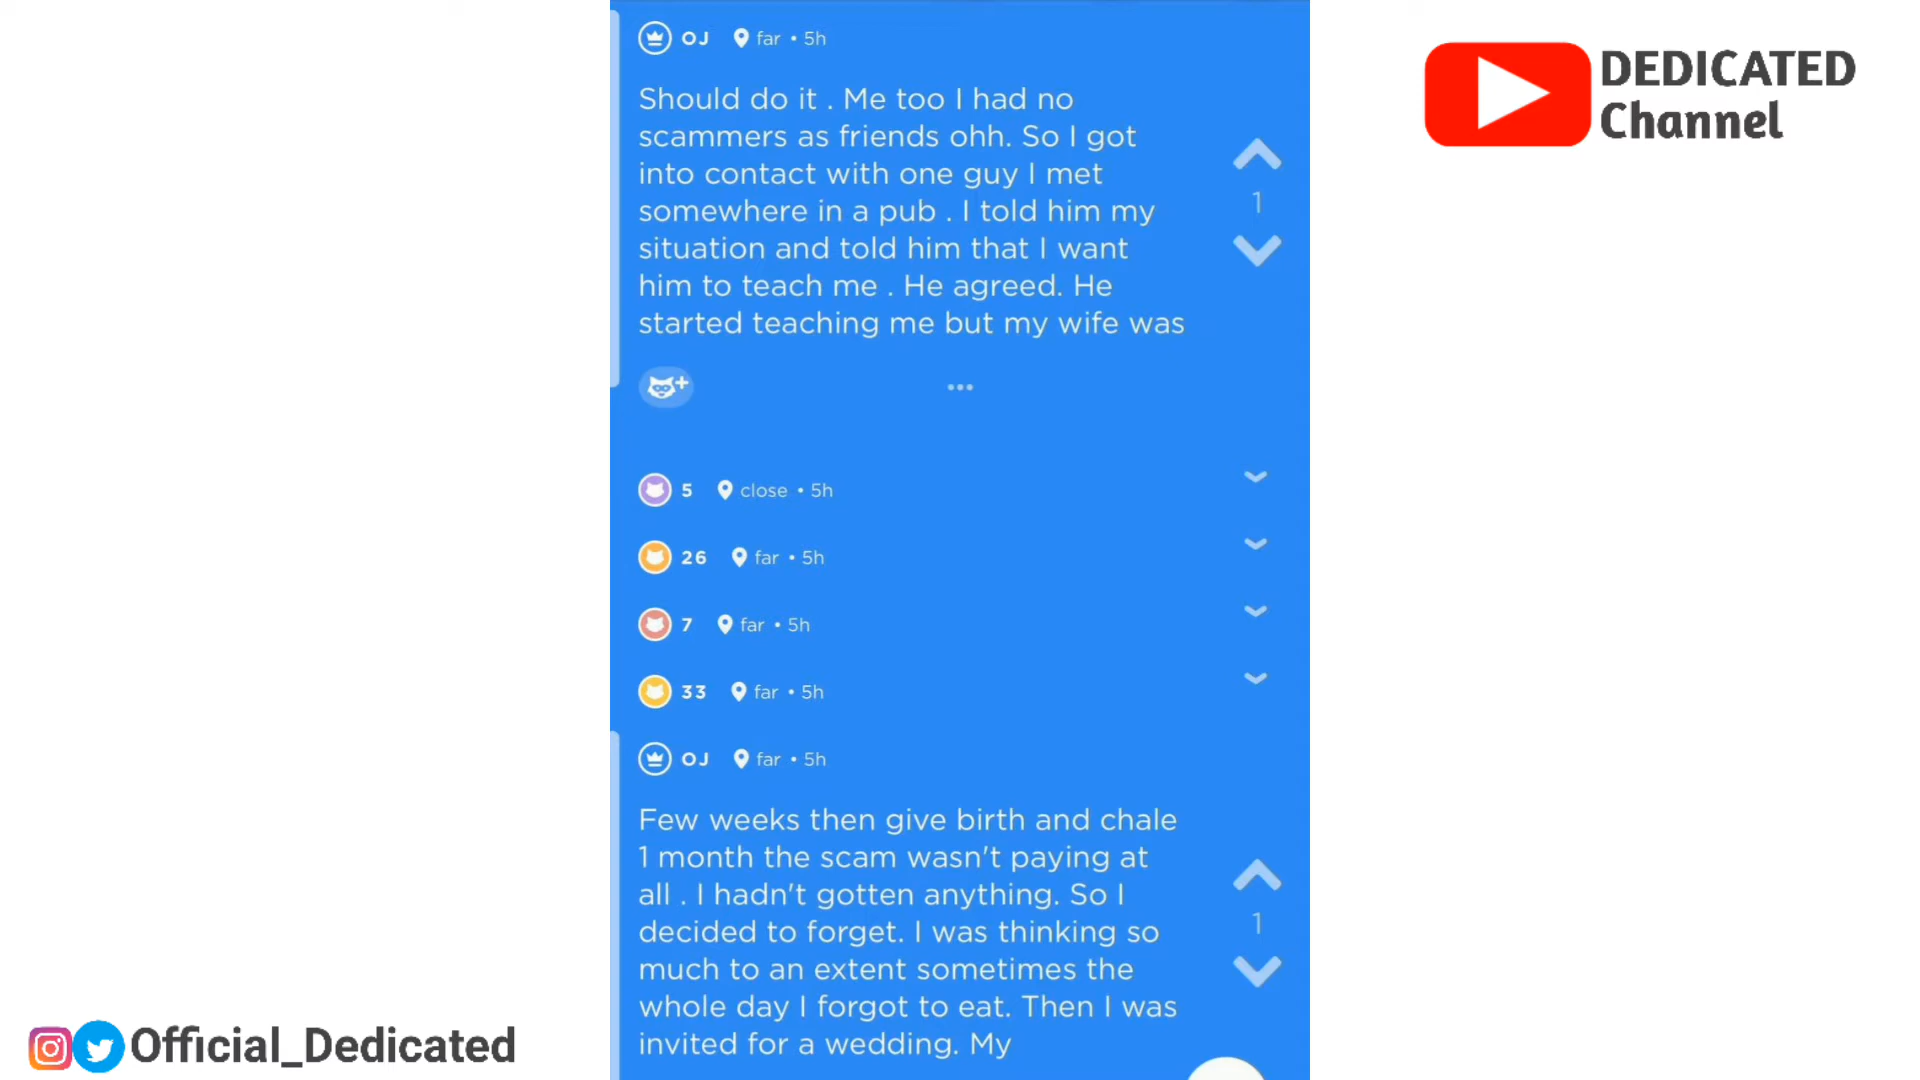 OJ far • 5h
Should do it . Me too I had no
scammers as friends ohh. So I got
into contact with one guy I met
somewhere in a pub . I told him my
situation and told him that I want
him to teach me . He agreed. He
started teaching me but my wife was
1
5 close • 5h
26 far • 5h
7 far • 5h
33 far • 5h
OJ far • 5h
Few weeks then give birth and chale
1 month the scam wasn't paying at
all . I hadn't gotten anything. So I
decided to forget. I was thinking so
much to an extent sometimes the
whole day I forgot to eat. Then I was
invited for a wedding. My
1
DEDICATED
Channel
Official_Dedicated